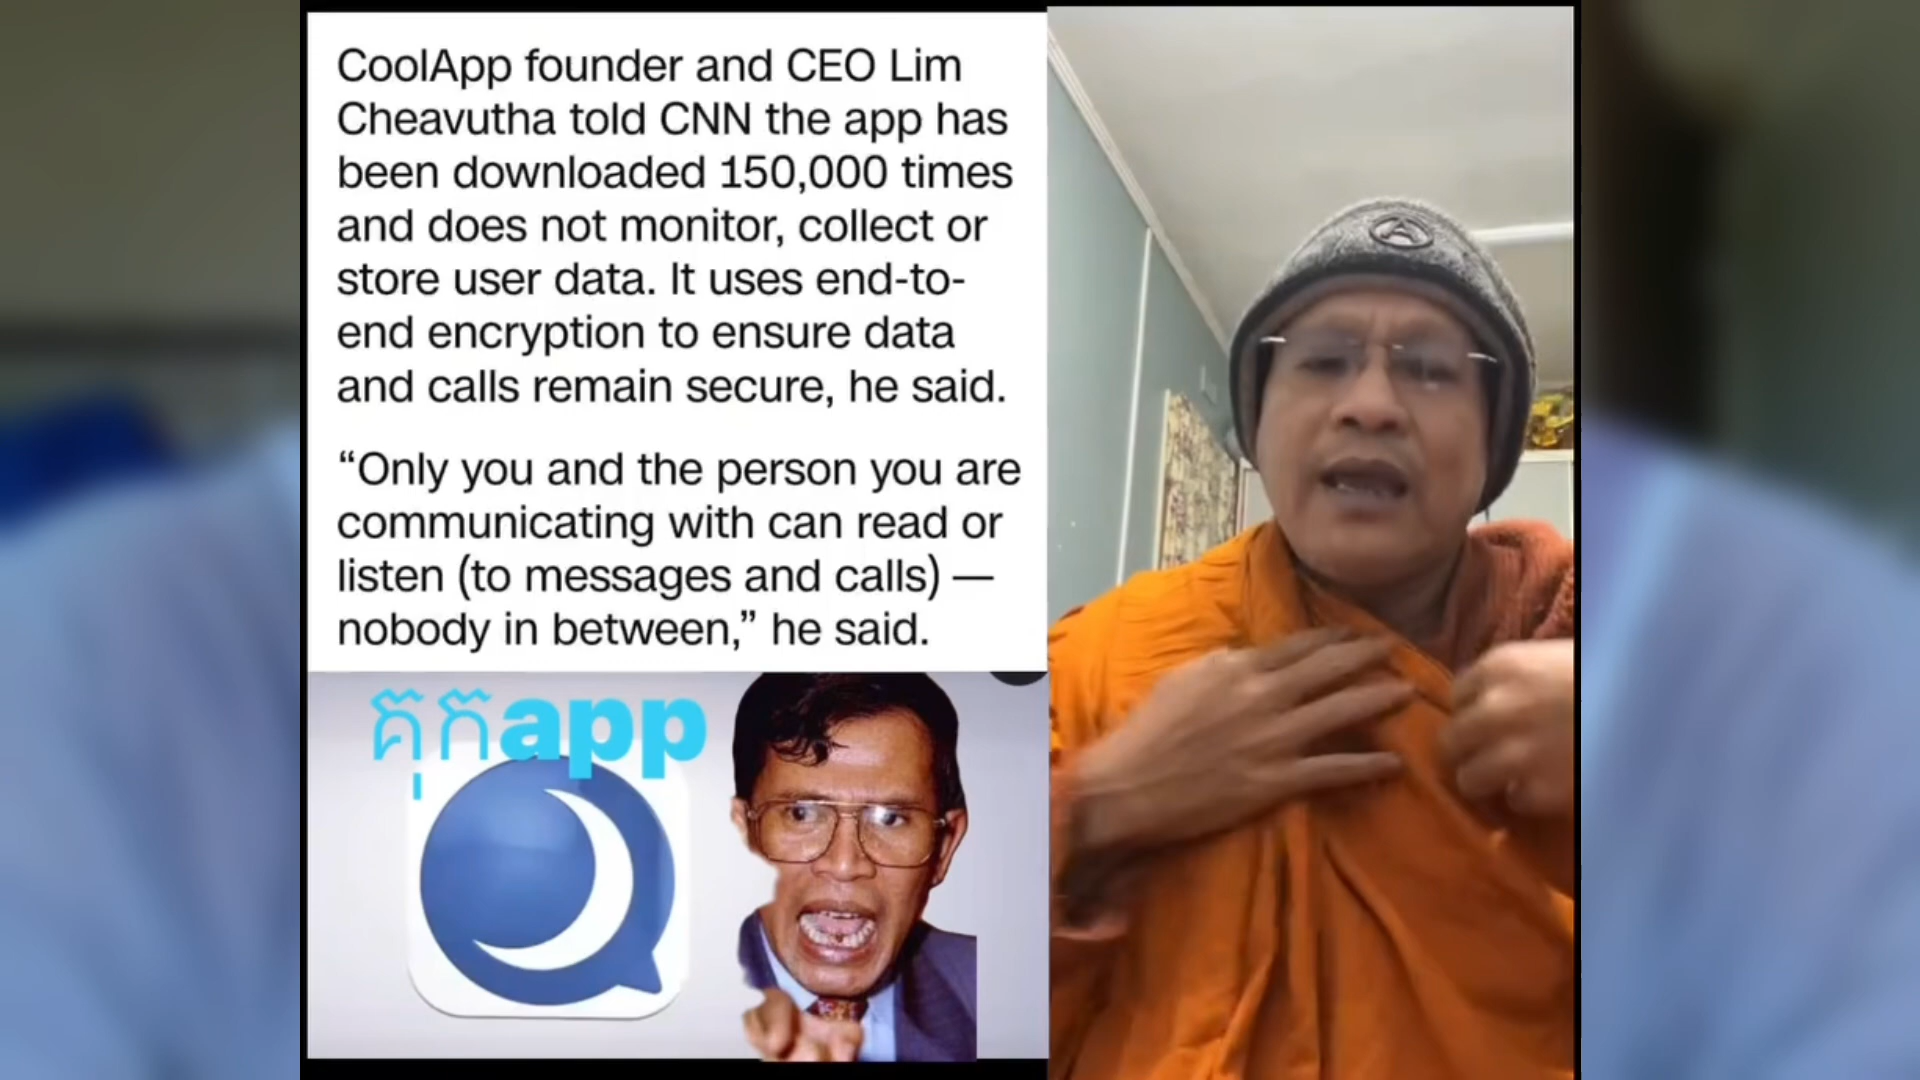 CoolApp founder and CEO Lim
Cheavutha told CNN the app has
been downloaded 150,000 times
and does not monitor, collect or
store user data. It uses end-to-
end encryption to ensure data
and calls remain secure, he said.
“Only you and the person you are
communicating with can read or
listen (to messages and calls) —
nobody in between,” he said.
គុកapp